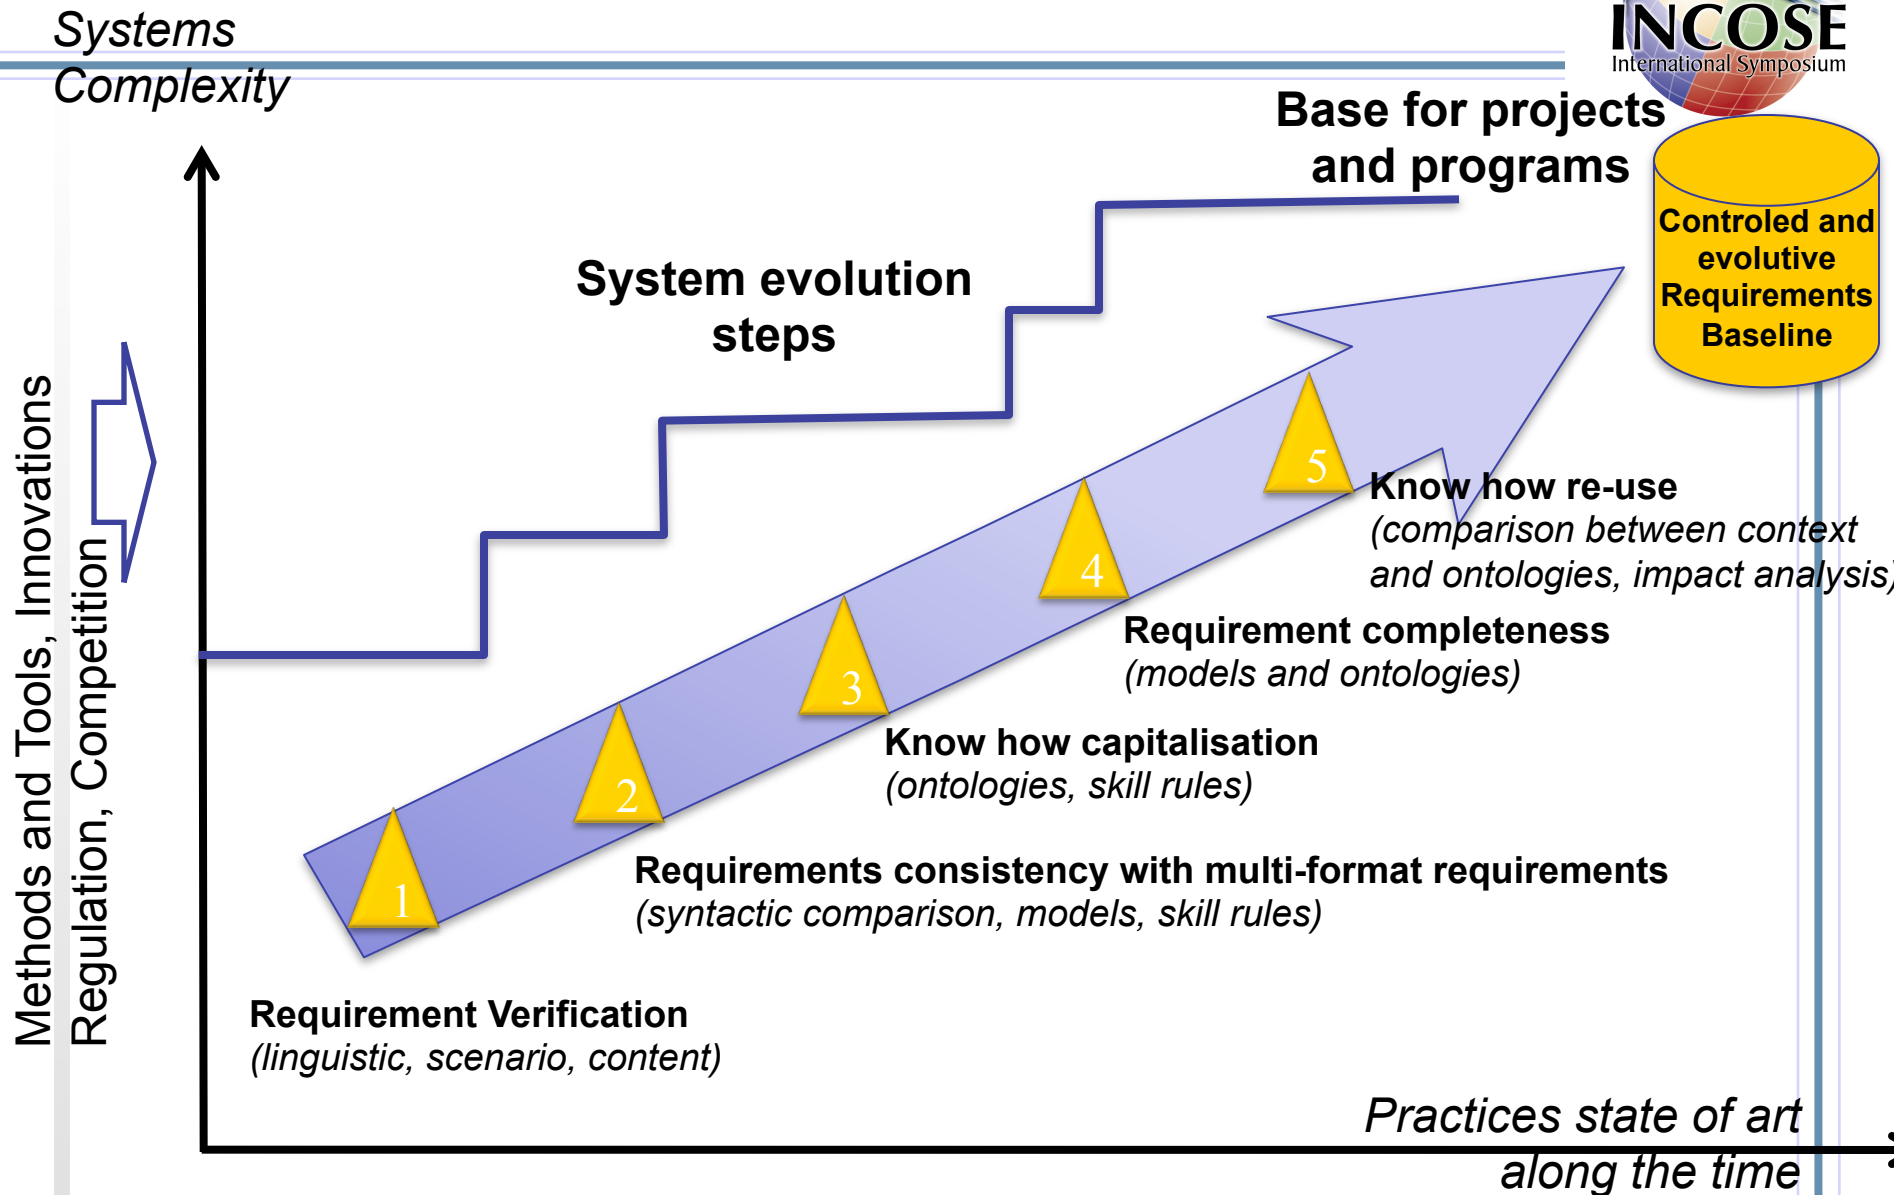 Systems
Complexity
INCOSE
International Symposium
Base for projects
and programs
Controled and
evolutive
Requirements
Baseline
System evolution
steps
Methods and Tools, Innovations
Regulation, Competition
5
Know how re-use
(comparison between context
and ontologies, impact analysis)
4
Requirement completeness
(models and ontologies)
3
Know how capitalisation
(ontologies, skill rules)
2
Requirements consistency with multi-format requirements
(syntactic comparison, models, skill rules)
1
Requirement Verification
(linguistic, scenario, content)
Practices state of art
along the time